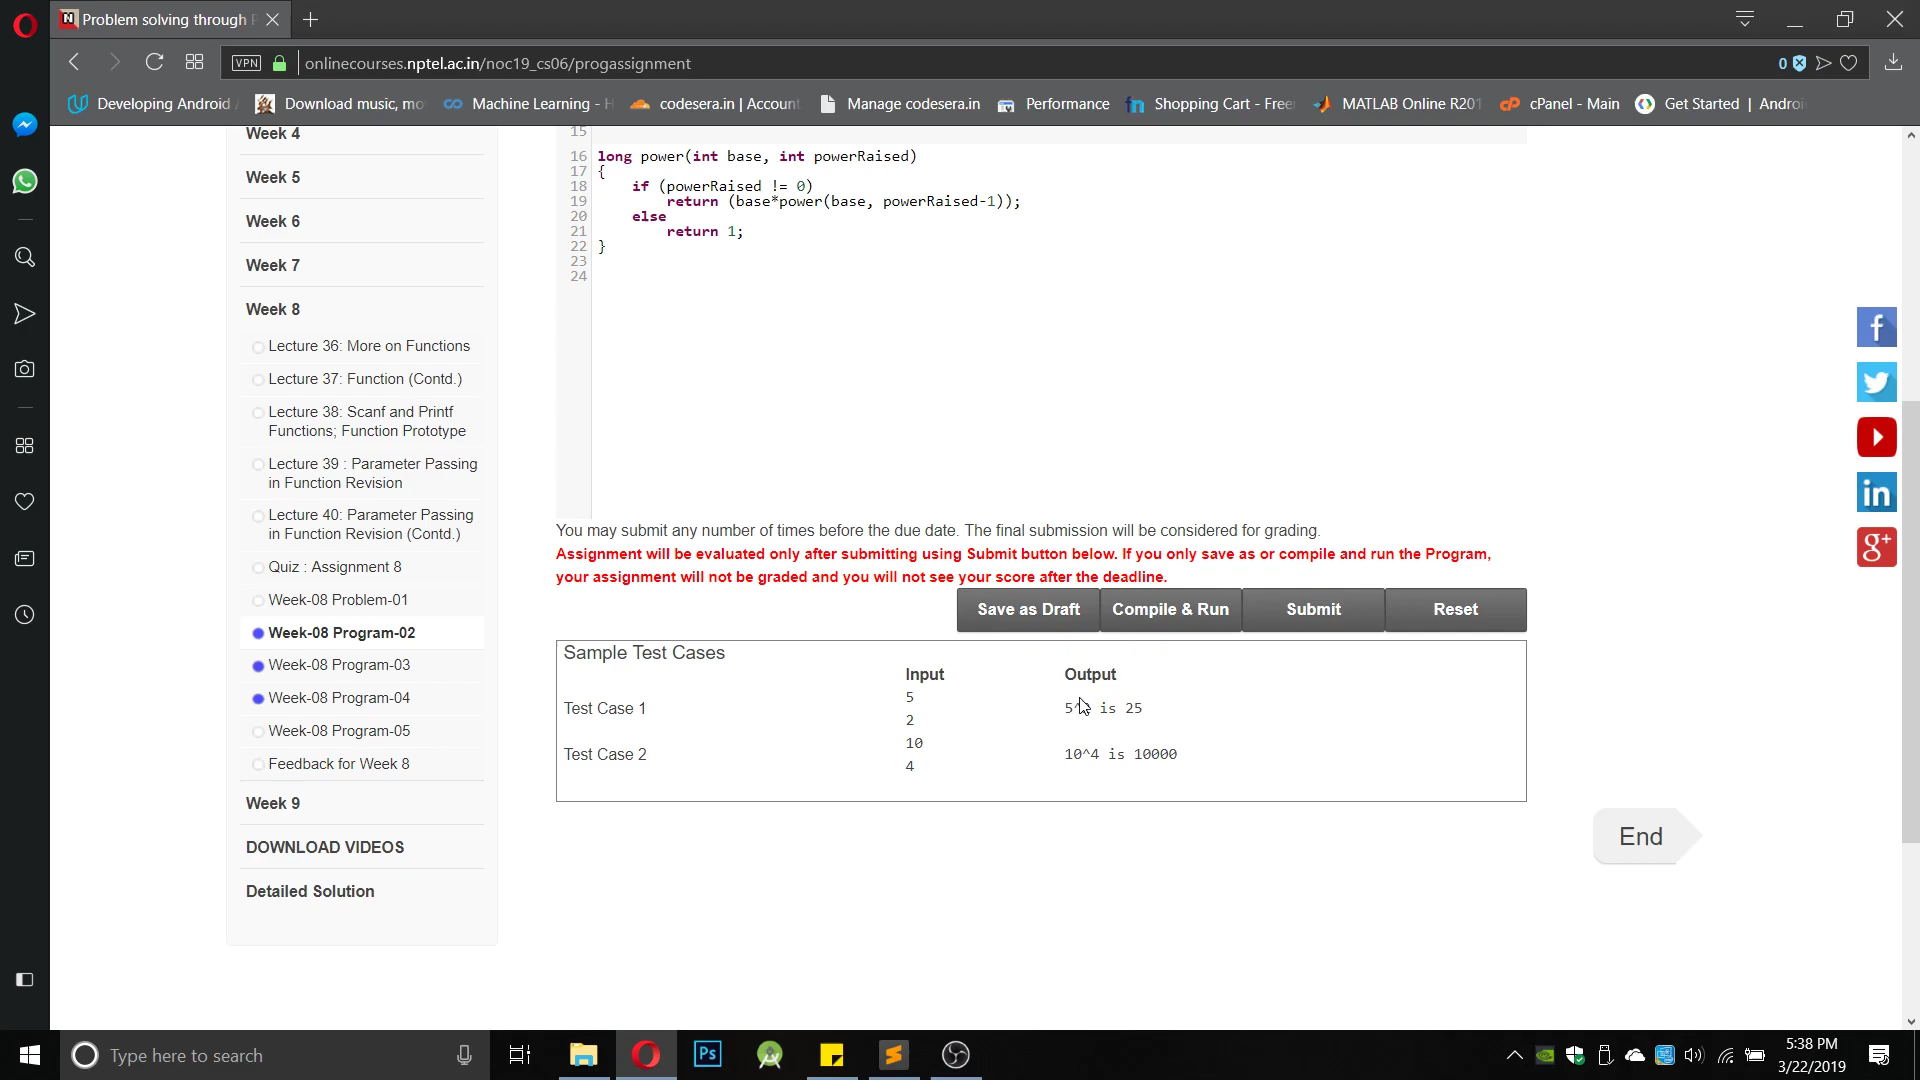 Problem solving through P
VPN
onlinecourses.nptel.ac.in/noc19_cs06/progassignment
0
Developing Android A
Download music, mo
Machine Learning - H
codesera.in | Account
Manage codesera.in
Performance
Shopping Cart - Free
MATLAB Online R201
cPanel - Main
Get Started | Androi
Week 4
Week 5
Week 6
Week 7
Week 8
Lecture 36: More on Functions
Lecture 37: Function (Contd.)
Lecture 38: Scanf and Printf
Functions; Function Prototype
Lecture 39 : Parameter Passing
in Function Revision
Lecture 40: Parameter Passing
in Function Revision (Contd.)
Quiz : Assignment 8
Week-08 Problem-01
Week-08 Program-02
Week-08 Program-03
Week-08 Program-04
Week-08 Program-05
Feedback for Week 8
Week 9
DOWNLOAD VIDEOS
Detailed Solution
15
16 long power(int base, int powerRaised)
17 {
18 if (powerRaised != 0)
19 return (base*power(base, powerRaised-1));
20 else
21 return 1;
22 }
23
24
You may submit any number of times before the due date. The final submission will be considered for grading.
Assignment will be evaluated only after submitting using Submit button below. If you only save as or compile and run the Program,
your assignment will not be graded and you will not see your score after the deadline.
Save as Draft
Compile & Run
Submit
Reset
Sample Test Cases
Input
Output
Test Case 1
5
2
is 25
Test Case 2
10
4
10^4 is 10000
End
f
in
g+
Type here to search
Ps
5:38 PM
3/22/2019